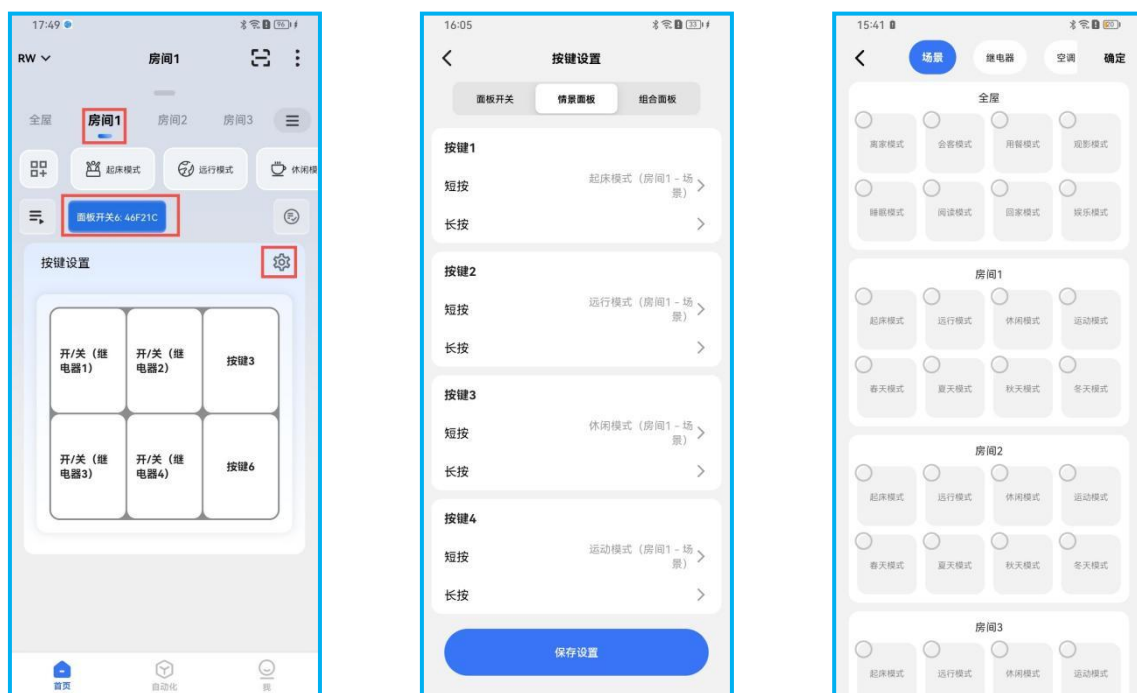 17:49
96
RW
房间1
全屋
房间1
房间2
房间3
起床模式
远行模式
休闲模
面板开关6: 46F21C
按键设置
开/关（继
电器1）
开/关（继
电器2）
按键3
开/关（继
电器3）
开/关（继
电器4）
按键6
首页
自动化
我
16:05
33
按键设置
面板开关
情景面板
组合面板
按键1
短按
起床模式（房间1 - 场
景）
长按
按键2
短按
远行模式（房间1 - 场
景）
长按
按键3
短按
休闲模式（房间1 - 场
景）
长按
按键4
短按
运动模式（房间1 - 场
景）
长按
保存设置
15:41
20
场景
继电器
空调
确定
全屋
离家模式
会客模式
用餐模式
观影模式
睡眠模式
阅读模式
回家模式
娱乐模式
房间1
起床模式
远行模式
休闲模式
运动模式
春天模式
夏天模式
秋天模式
冬天模式
房间2
起床模式
远行模式
休闲模式
运动模式
春天模式
夏天模式
秋天模式
冬天模式
房间3
起床模式
远行模式
休闲模式
运动模式